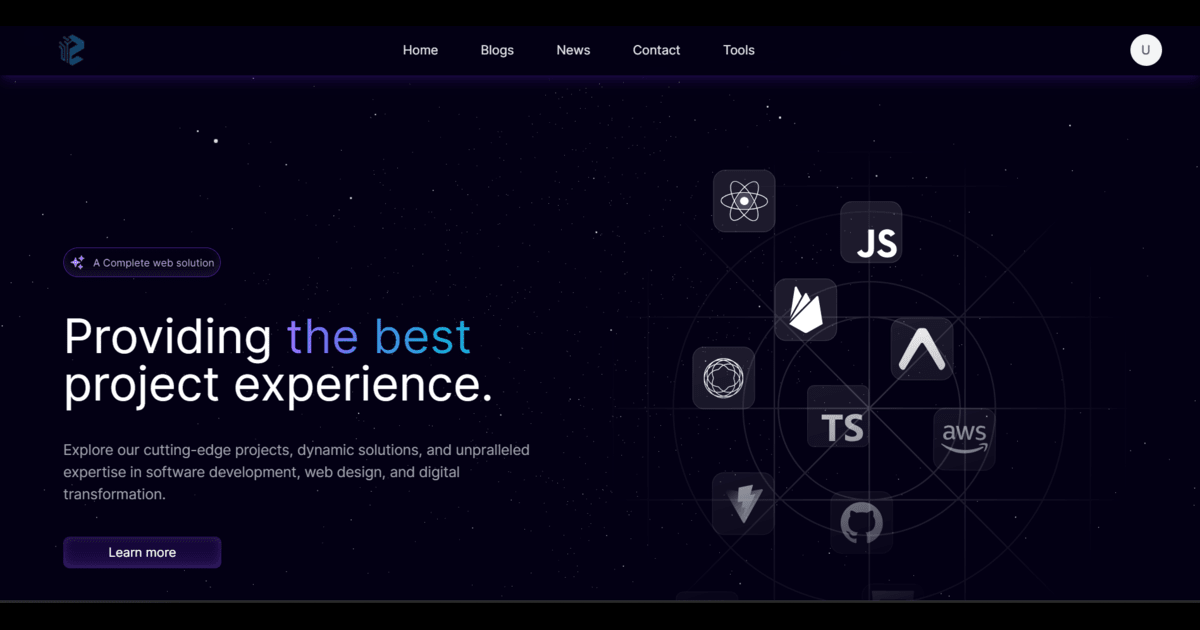 Home Blogs News Contact Tools U
A Complete web solution
Providing the best
project experience.
Explore our cutting-edge projects, dynamic solutions, and unpralleled
expertise in software development, web design, and digital
transformation.
Learn more
JS
TS
aws